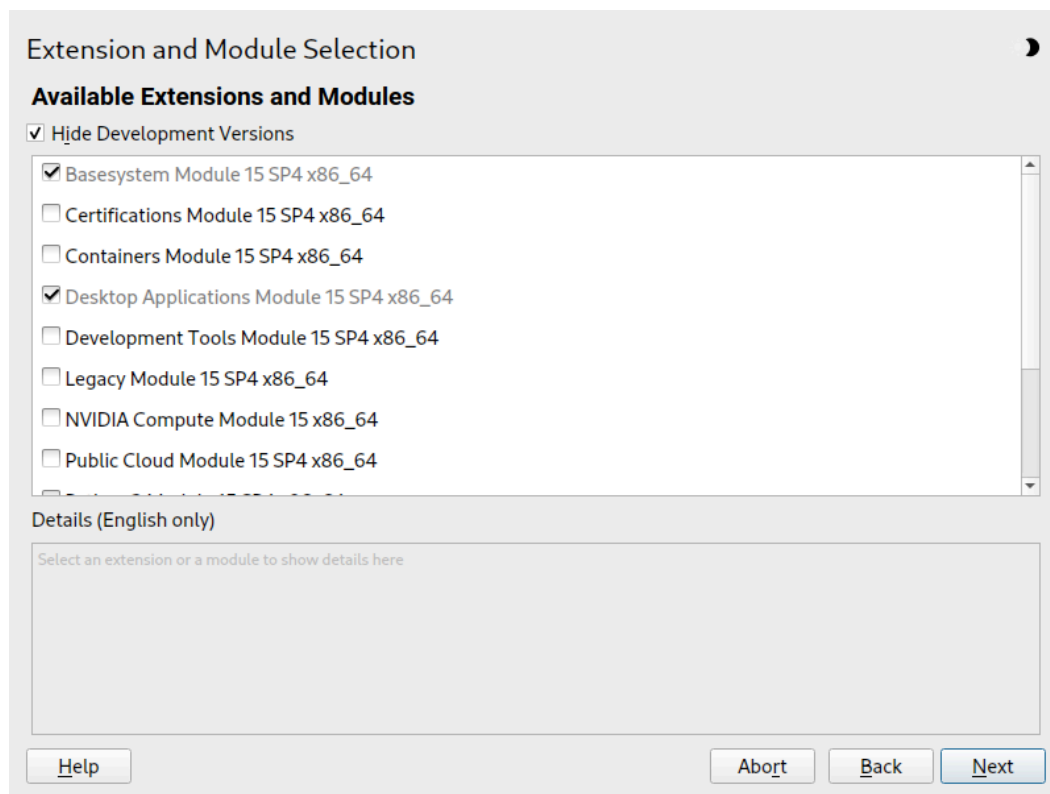 Extension and Module Selection
Available Extensions and Modules
Hide Development Versions
Basesystem Module 15 SP4 x86_64
Certifications Module 15 SP4 x86_64
Containers Module 15 SP4 x86_64
Desktop Applications Module 15 SP4 x86_64
Development Tools Module 15 SP4 x86_64
Legacy Module 15 SP4 x86_64
NVIDIA Compute Module 15 x86_64
Public Cloud Module 15 SP4 x86_64
Details (English only)
Select an extension or a module to show details here
Help Abort Back Next